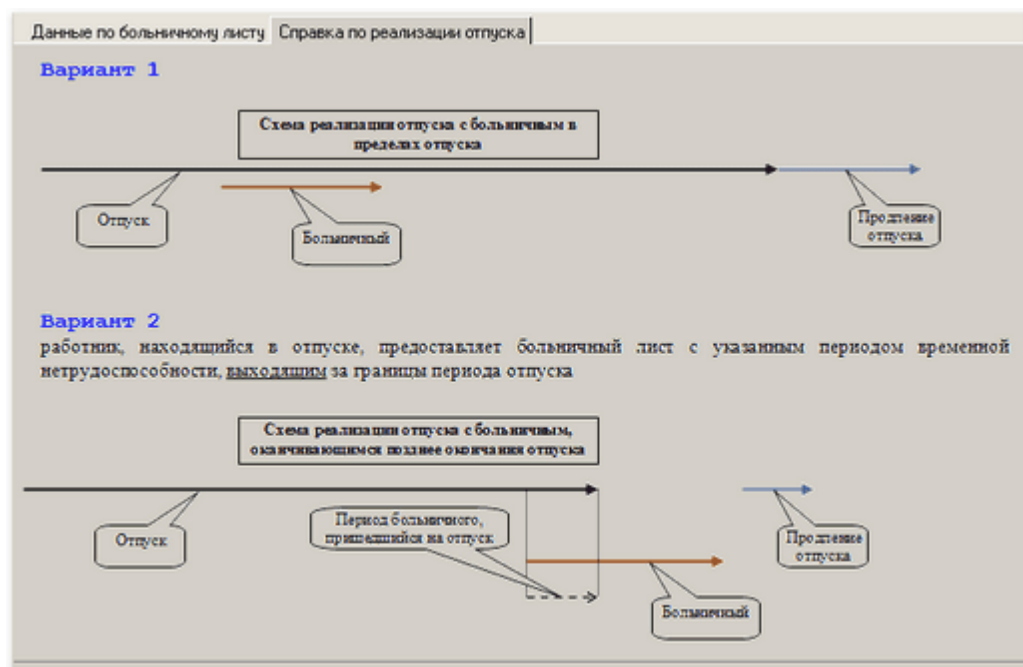 Данные по больничному листу Справка по реализации отпуска
Вариант 1
Схема реализации отпуска с больничным в
пределах отпуска
Отпуск
Больничный
Продление
отпуска
Вариант 2
работник, находящийся в отпуске, предоставляет больничный лист с указанным периодом временной
нетрудоспособности, выходящим за границы периода отпуска
Схема реализации отпуска с больничным,
оканчивающимся позднее окончания отпуска
Отпуск
Период больничного,
пришедшийся на отпуск
Продление
отпуска
Больничный